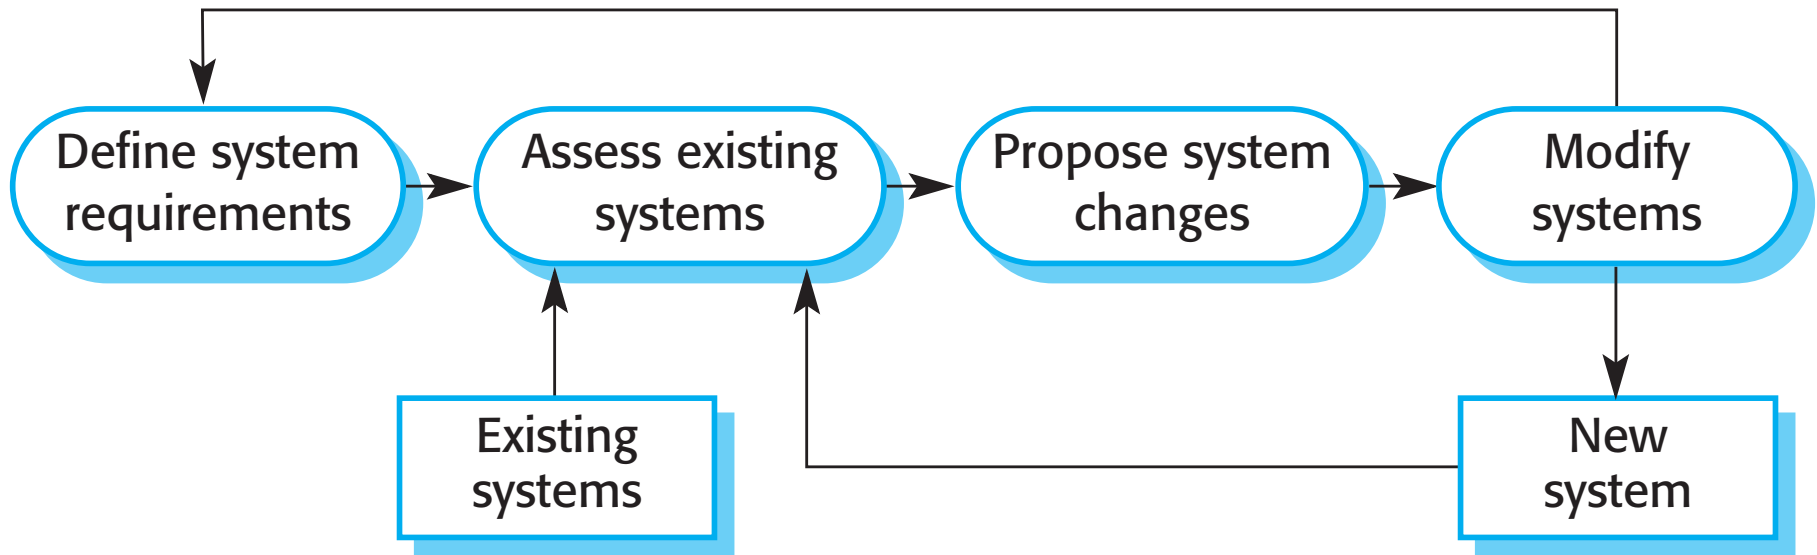 Define system
requirements
Assess existing
systems
Propose system
changes
Modify
systems
Existing
systems
New
system